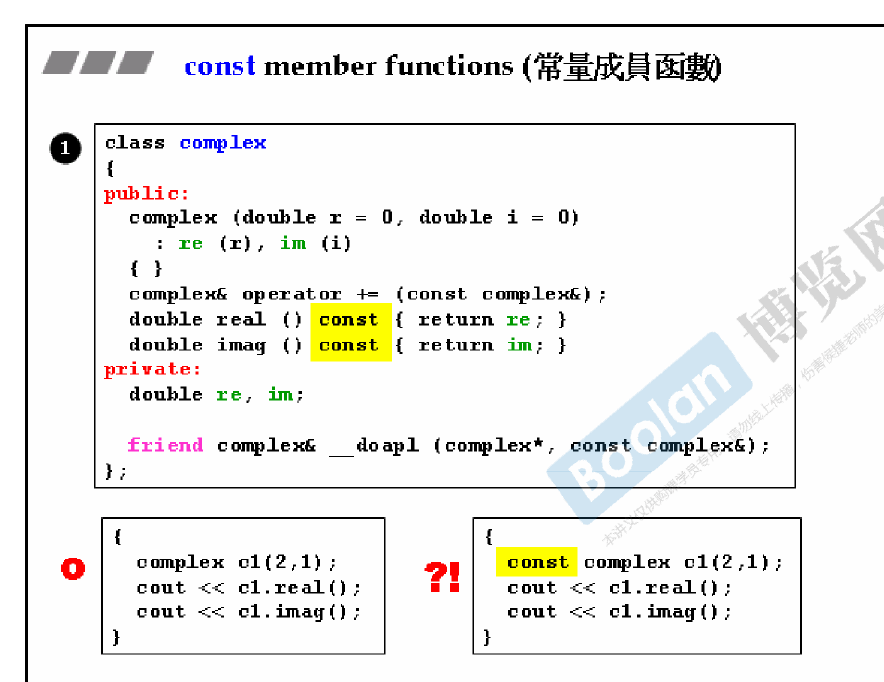 const member functions (常量成員函數)
1
class complex
{
public:
complex (double r = 0, double i = 0)
: re (r), im (i)
{ }
complex& operator += (const complex&);
double real () const { return re; }
double imag () const { return im; }
private:
double re, im;
friend complex& __doapl (complex*, const complex&);
};
O
{
complex c1(2,1);
cout << c1.real();
cout << c1.imag();
}
?!
{
const complex c1(2,1);
cout << c1.real();
cout << c1.imag();
}
Boolan
博览网